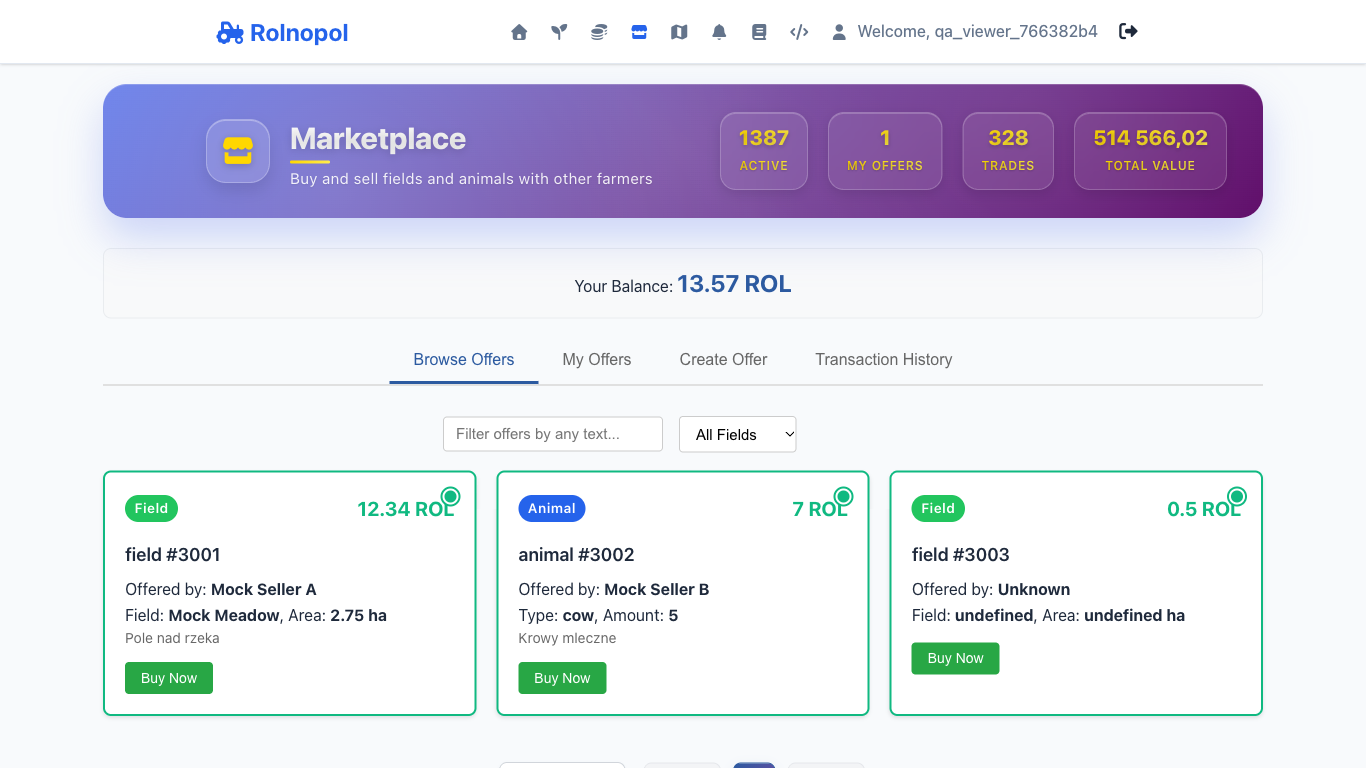 Rolnopol
Welcome, qa_viewer_766382b4
Marketplace
Buy and sell fields and animals with other farmers
1387
ACTIVE
1
MY OFFERS
328
TRADES
514 566,02
TOTAL VALUE
Your Balance: 13.57 ROL
Browse Offers
My Offers
Create Offer
Transaction History
Filter offers by any text...
All Fields
Field
12.34 ROL
field #3001
Offered by: Mock Seller A
Field: Mock Meadow, Area: 2.75 ha
Pole nad rzeka
Buy Now
Animal
7 ROL
animal #3002
Offered by: Mock Seller B
Type: cow, Amount: 5
Krowy mleczne
Buy Now
Field
0.5 ROL
field #3003
Offered by: Unknown
Field: undefined, Area: undefined ha
Buy Now